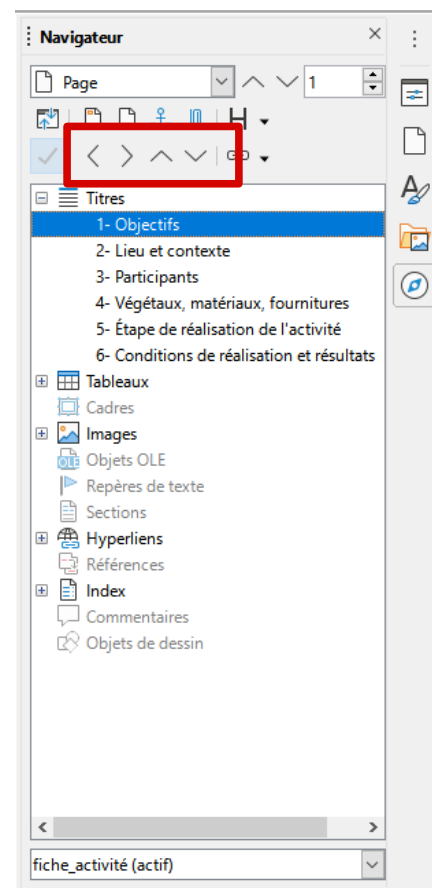 Navigateur
Page
1
Titres
1- Objectifs
2- Lieu et contexte
3- Participants
4- Végétaux, matériaux, fournitures
5- Étape de réalisation de l'activité
6- Conditions de réalisation et résultats
Tableaux
Cadres
Images
OLE Objets OLE
Repères de texte
Sections
Hyperliens
Références
Index
Commentaires
Objets de dessin
fiche_activité (actif)